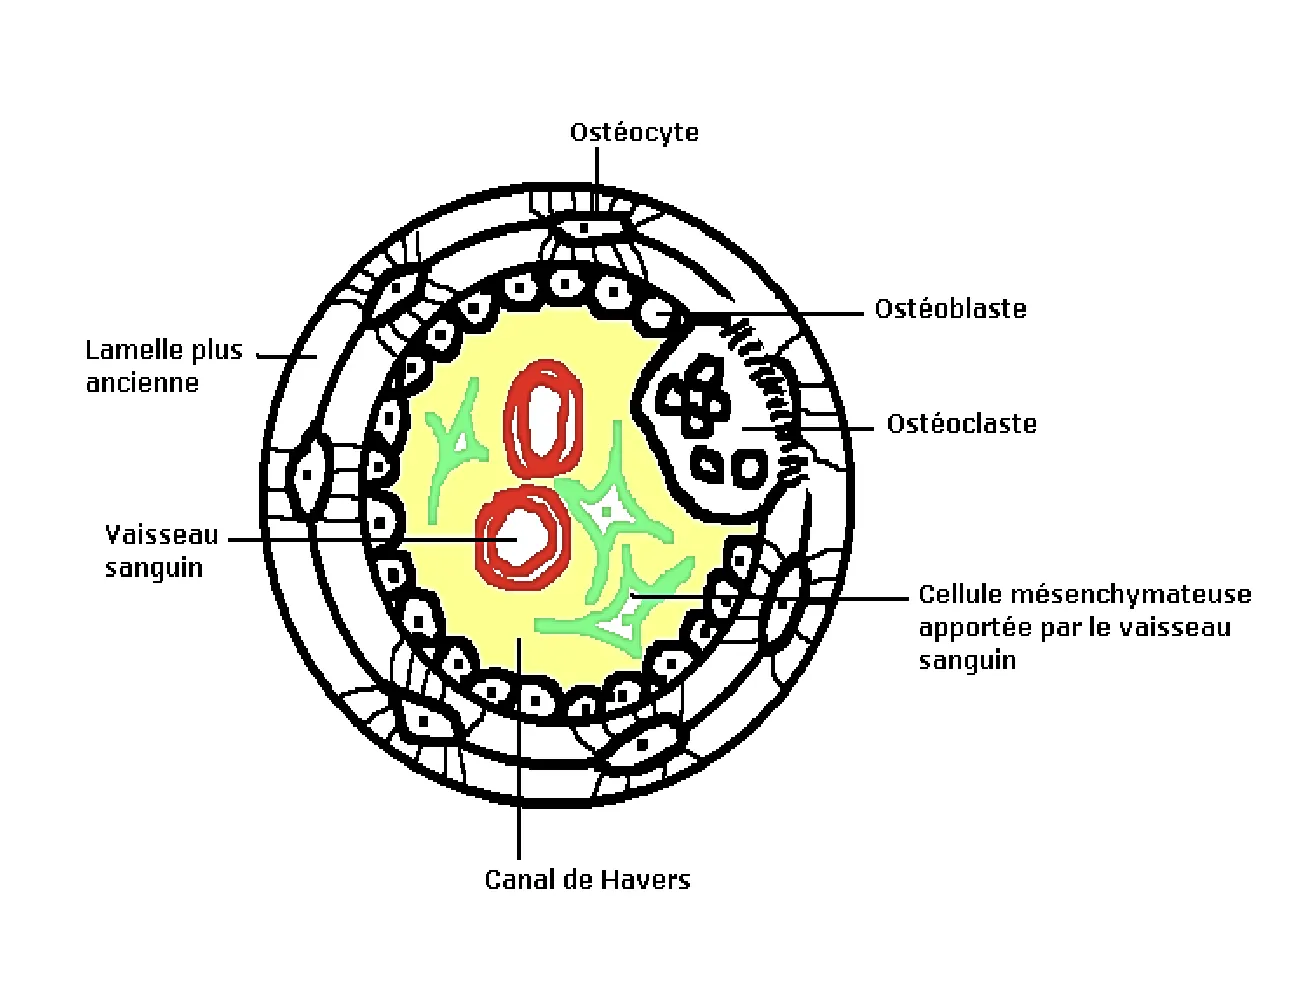 Ostéocyte
Ostéoblaste
Lamelle plus
ancienne
Ostéoclaste
Vaisseau
sanguin
Cellule mésenchymateuse
apportée par le vaisseau
sanguin
Canal de Havers